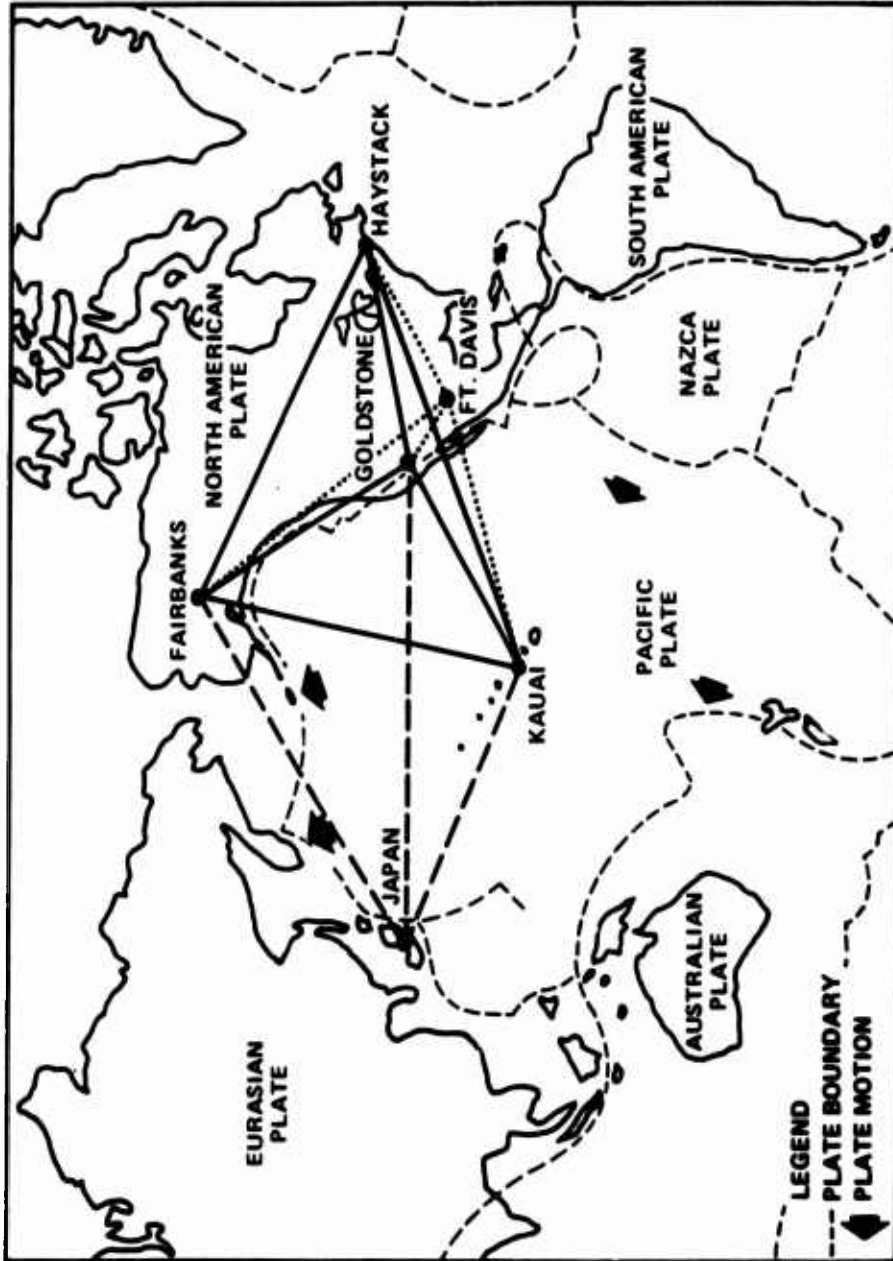 FAIRBANKS
NORTH AMERICAN
PLATE
HAYSTACK
GOLDSTONE
FT. DAVIS
JAPAN
KAUAI
EURASIAN
PLATE
PACIFIC
PLATE
NAZCA
PLATE
SOUTH AMERICAN
PLATE
AUSTRALIAN
PLATE
LEGEND
PLATE BOUNDARY
PLATE MOTION